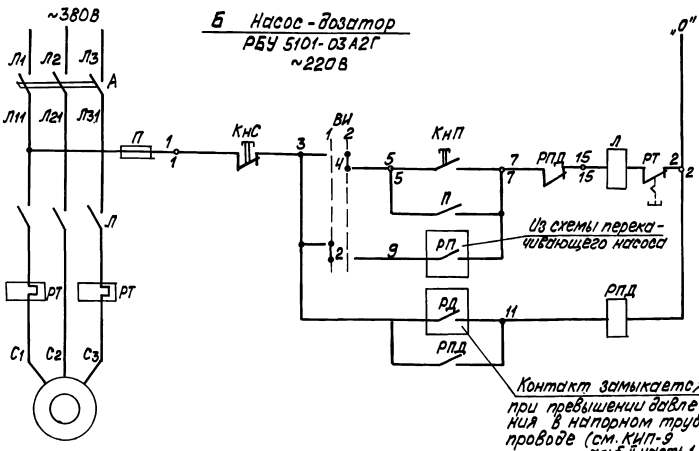 ~380В
Б Насос-дозатор
РБУ 5101-03А2Г
~220В
„0"
Л1 Л2 Л3
А
Л11 Л21 Л31
П
1
1
КнС
3
ВИ
1 2
4
5
5
КнП
7
7
РПД
15
15
Л
РТ
2
2
П
Л
2
9
РП
Из схемы перека-
чивающего насоса
РТ
РТ
РД
11
РПД
РПД
С1 С2 С3
Контакт замыкается
при превышении давле-
ния в напорном трубо
проводе (см. КИП-9